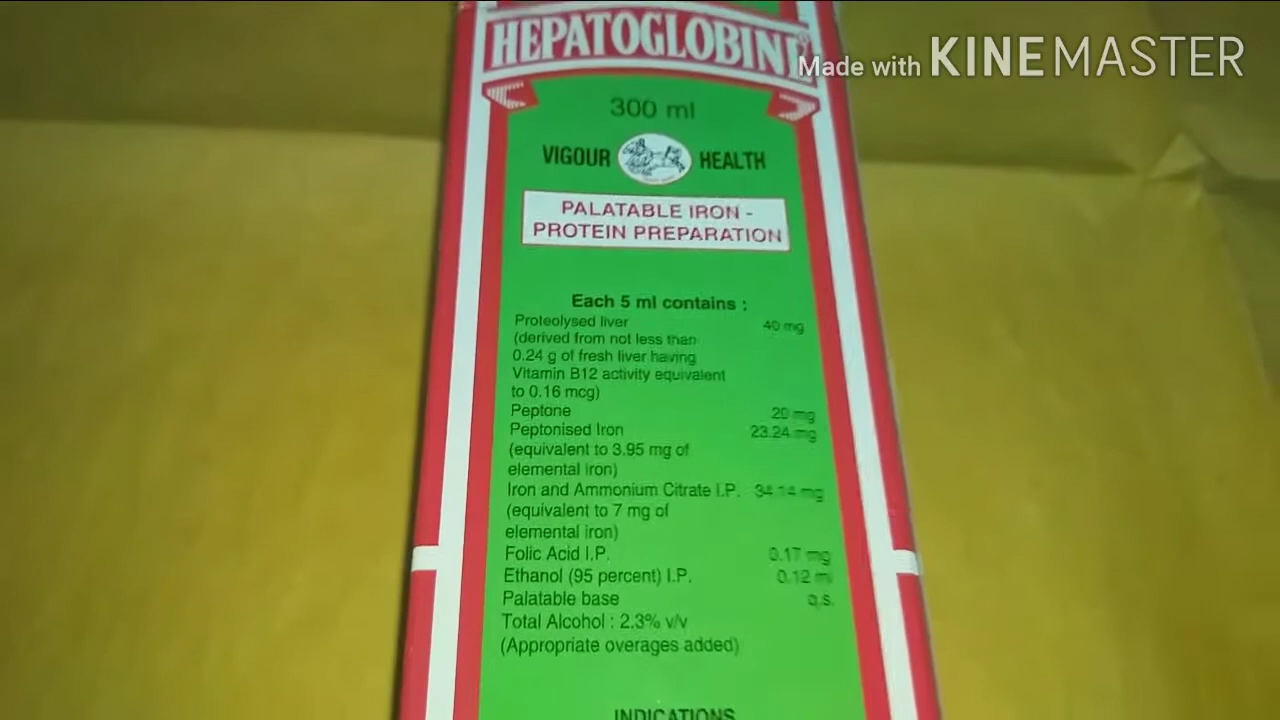 HEPATOGLOBINE®
Made with KINEMASTER
300 ml
VIGOUR HEALTH
PALATABLE IRON -
PROTEIN PREPARATION
Each 5 ml contains :
Proteolysed liver 40 mg
(derived from not less than
0.24 g of fresh liver having
Vitamin B12 activity equivalent
to 0.16 mcg)
Peptone 20 mg
Peptonised Iron 23.24 mg
(equivalent to 3.95 mg of
elemental iron)
Iron and Ammonium Citrate I.P. 34.14 mg
(equivalent to 7 mg of
elemental iron)
Folic Acid I.P. 0.17 mg
Ethanol (95 percent) I.P. 0.12 ml
Palatable base q.s.
Total Alcohol : 2.3% v/v
(Appropriate overages added)
INDICATIONS